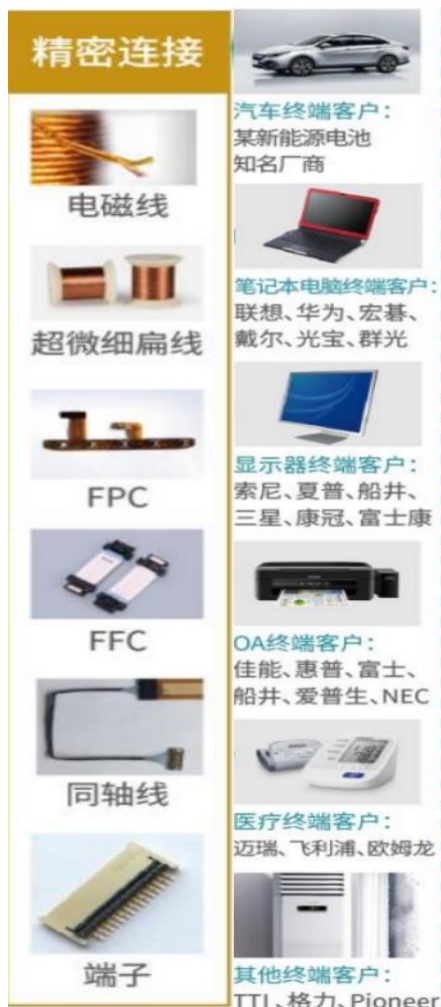 精密连接
电磁线
超微细扁线
FPC
FFC
同轴线
端子
汽车终端客户：
某新能源电池
知名厂商
笔记本电脑终端客户：
联想、华为、宏碁、
戴尔、光宝、群光
显示器终端客户：
索尼、夏普、船井、
三星、康冠、富士康
OA终端客户：
佳能、惠普、富士、
船井、爱普生、NEC
医疗终端客户：
迈瑞、飞利浦、欧姆龙
其他终端客户：
TTI、格力、Pioneer